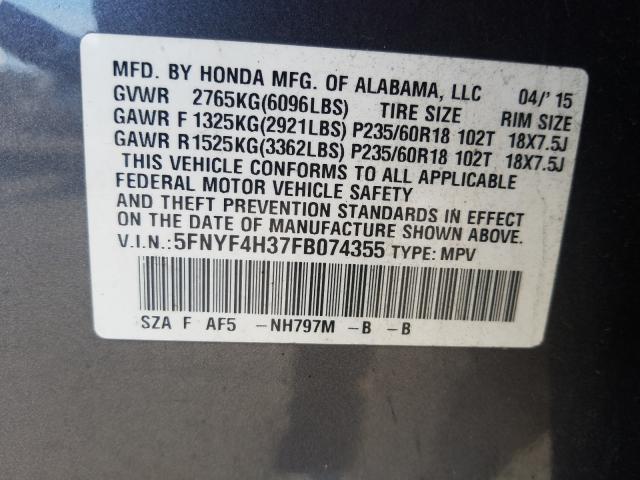 MFD. BY HONDA MFG. OF ALABAMA, LLC 04/'15
GVWR 2765KG(6096LBS) TIRE SIZE RIM SIZE
GAWR F 1325KG(2921LBS) P235/60R18 102T 18X7.5J
GAWR R 1525KG(3362LBS) P235/60R18 102T 18X7.5J
THIS VEHICLE CONFORMS TO ALL APPLICABLE
FEDERAL MOTOR VEHICLE SAFETY
AND THEFT PREVENTION STANDARDS IN EFFECT
ON THE DATE OF MANUFACTURE SHOWN ABOVE.
V.I.N.:5FNYF4H37FB074355 TYPE: MPV
SZA F AF5 -NH797M -B -B